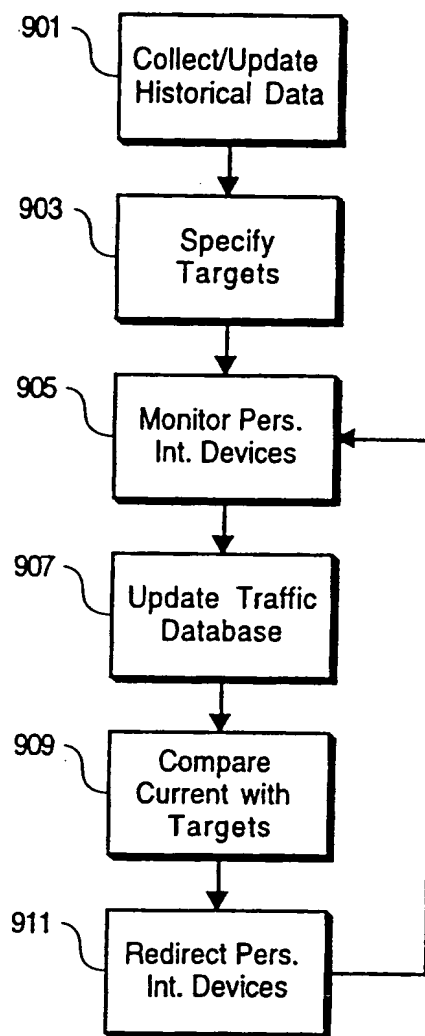 901
Collect/Update
Historical Data
903
Specify
Targets
905
Monitor Pers.
Int. Devices
907
Update Traffic
Database
909
Compare
Current with
Targets
911
Redirect Pers.
Int. Devices